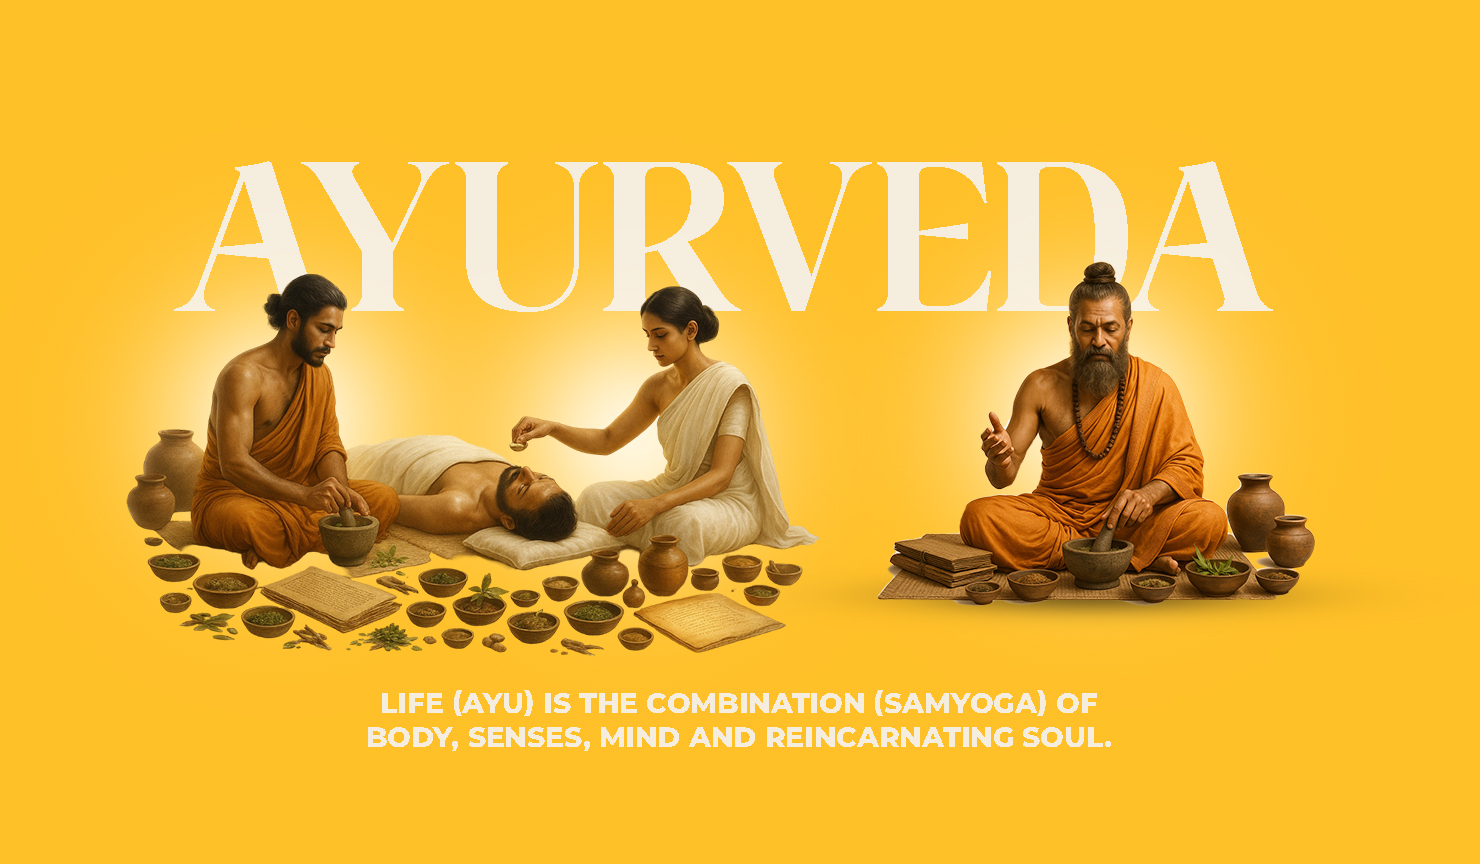 AYURVEDA
LIFE (AYU) IS THE COMBINATION (SAMYOGA) OF
BODY, SENSES, MIND AND REINCARNATING SOUL.